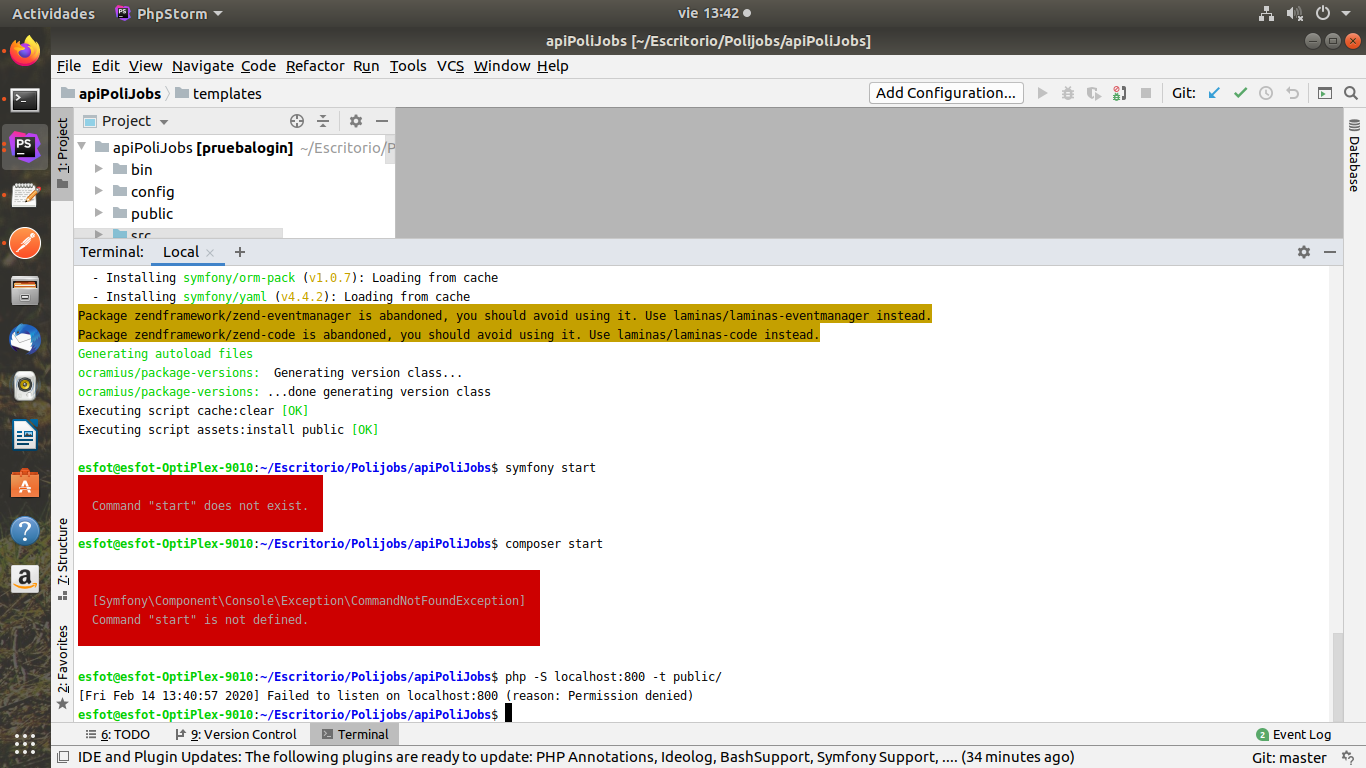 Actividades PhpStorm vie 13:42
apiPoliJobs [~/Escritorio/Polijobs/apiPoliJobs]
File Edit View Navigate Code Refactor Run Tools VCS Window Help
apiPoliJobs templates Add Configuration... Git:
1: Project
Project
Database
apiPoliJobs [pruebalogin] ~/Escritorio/P
bin
config
public
src
Terminal: Local
- Installing symfony/orm-pack (v1.0.7): Loading from cache
- Installing symfony/yaml (v4.4.2): Loading from cache
Package zendframework/zend-eventmanager is abandoned, you should avoid using it. Use laminas/laminas-eventmanager instead.
Package zendframework/zend-code is abandoned, you should avoid using it. Use laminas/laminas-code instead.
Generating autoload files
ocramius/package-versions:  Generating version class...
ocramius/package-versions: ...done generating version class
Executing script cache:clear [OK]
Executing script assets:install public [OK]
esfot@esfot-OptiPlex-9010:~/Escritorio/Polijobs/apiPoliJobs$ symfony start
Command "start" does not exist.
esfot@esfot-OptiPlex-9010:~/Escritorio/Polijobs/apiPoliJobs$ composer start
[Symfony\Component\Console\Exception\CommandNotFoundException]
Command "start" is not defined.
esfot@esfot-OptiPlex-9010:~/Escritorio/Polijobs/apiPoliJobs$ php -S localhost:800 -t public/
[Fri Feb 14 13:40:57 2020] Failed to listen on localhost:800 (reason: Permission denied)
esfot@esfot-OptiPlex-9010:~/Escritorio/Polijobs/apiPoliJobs$
7: Structure
2: Favorites
6: TODO 9: Version Control Terminal 2 Event Log
IDE and Plugin Updates: The following plugins are ready to update: PHP Annotations, Ideolog, BashSupport, Symfony Support, .... (34 minutes ago) Git: master